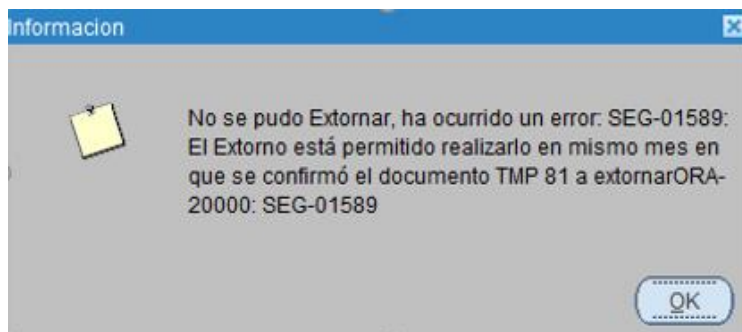 Informacion
No se pudo Extornar, ha ocurrido un error: SEG-01589:
El Extorno está permitido realizarlo en mismo mes en
que se confirmó el documento TMP 81 a extornarORA-
20000: SEG-01589
OK